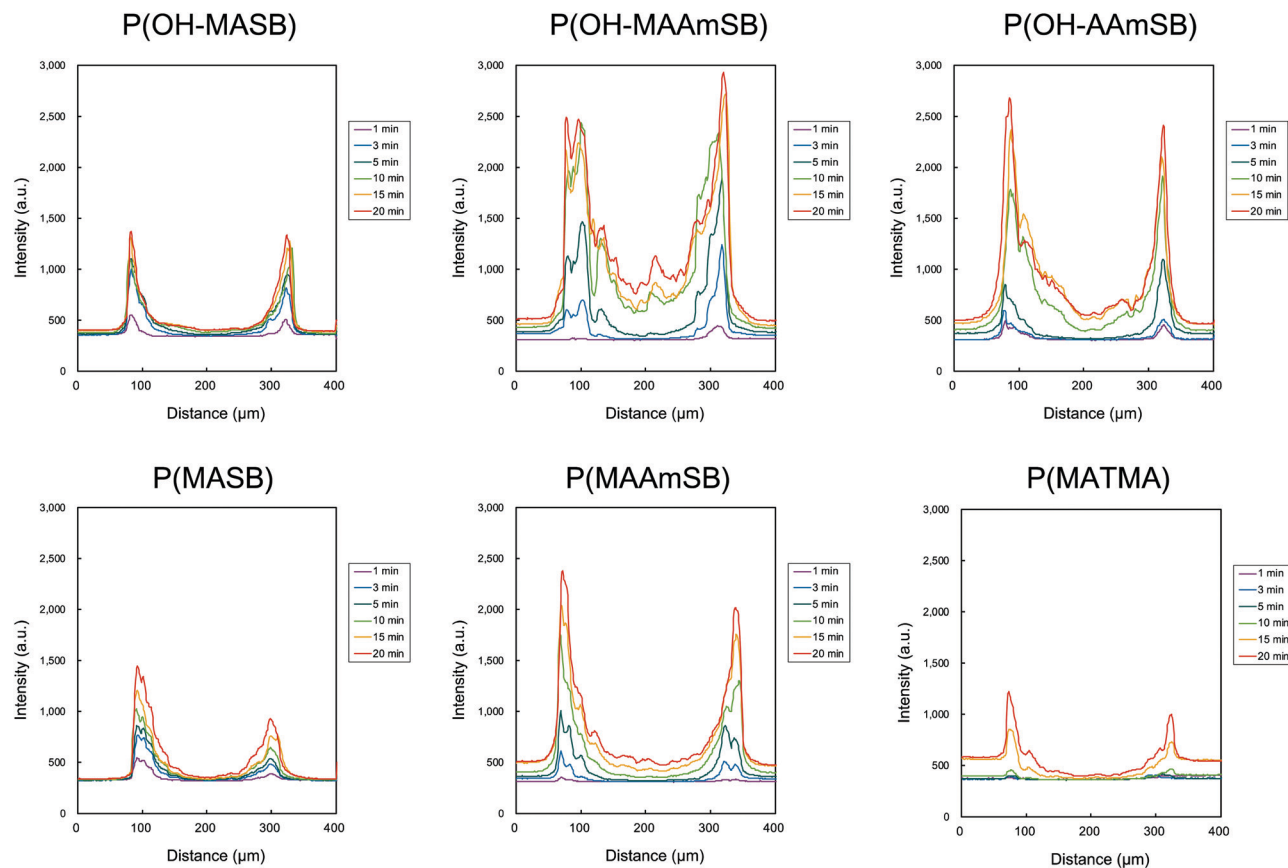 P(OH-MASB)
3,000
2,500
2,000
1,500
1,000
500
0
Intensity (a.u.)
0 100 200 300 400
Distance (µm)
1 min
3 min
5 min
10 min
15 min
20 min
P(OH-MAAmSB)
3,000
2,500
2,000
1,500
1,000
500
0
Intensity (a.u.)
0 100 200 300 400
Distance (µm)
1 min
3 min
5 min
10 min
15 min
20 min
P(OH-AAmSB)
3,000
2,500
2,000
1,500
1,000
500
0
Intensity (a.u.)
0 100 200 300 400
Distance (µm)
1 min
3 min
5 min
10 min
15 min
20 min
P(MASB)
3,000
2,500
2,000
1,500
1,000
500
0
Intensity (a.u.)
0 100 200 300 400
Distance (µm)
1 min
3 min
5 min
10 min
15 min
20 min
P(MAAmSB)
3,000
2,500
2,000
1,500
1,000
500
0
Intensity (a.u.)
0 100 200 300 400
Distance (µm)
1 min
3 min
5 min
10 min
15 min
20 min
P(MATMA)
3,000
2,500
2,000
1,500
1,000
500
0
Intensity (a.u.)
0 100 200 300 400
Distance (µm)
1 min
3 min
5 min
10 min
15 min
20 min